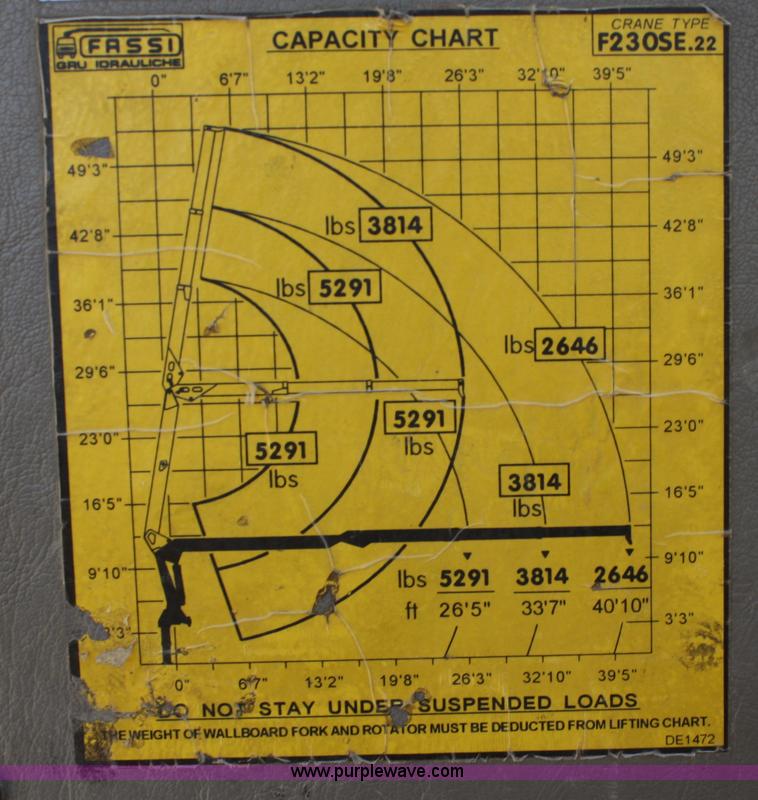 FASSI
GRU IDRAULICHE
CAPACITY CHART
CRANE TYPE
F230SE.22
0" 6'7" 13'2" 19'8" 26'3" 32'10" 39'5"
49'3" 49'3"
lbs 3814
42'8" 42'8"
lbs 5291
36'1" 36'1"
lbs 2646
29'6" 29'6"
5291
lbs
23'0" 23'0"
5291
lbs
3814
lbs
16'5" 16'5"
9'10" 9'10"
lbs 5291 3814 2646
ft 26'5" 33'7" 40'10"
3'3" 3'3"
0" 6'7" 13'2" 19'8" 26'3" 32'10" 39'5"
DO NOT STAY UNDER SUSPENDED LOADS
THE WEIGHT OF WALLBOARD FORK AND ROTATOR MUST BE DEDUCTED FROM LIFTING CHART.
DE1472
www.purplewave.com